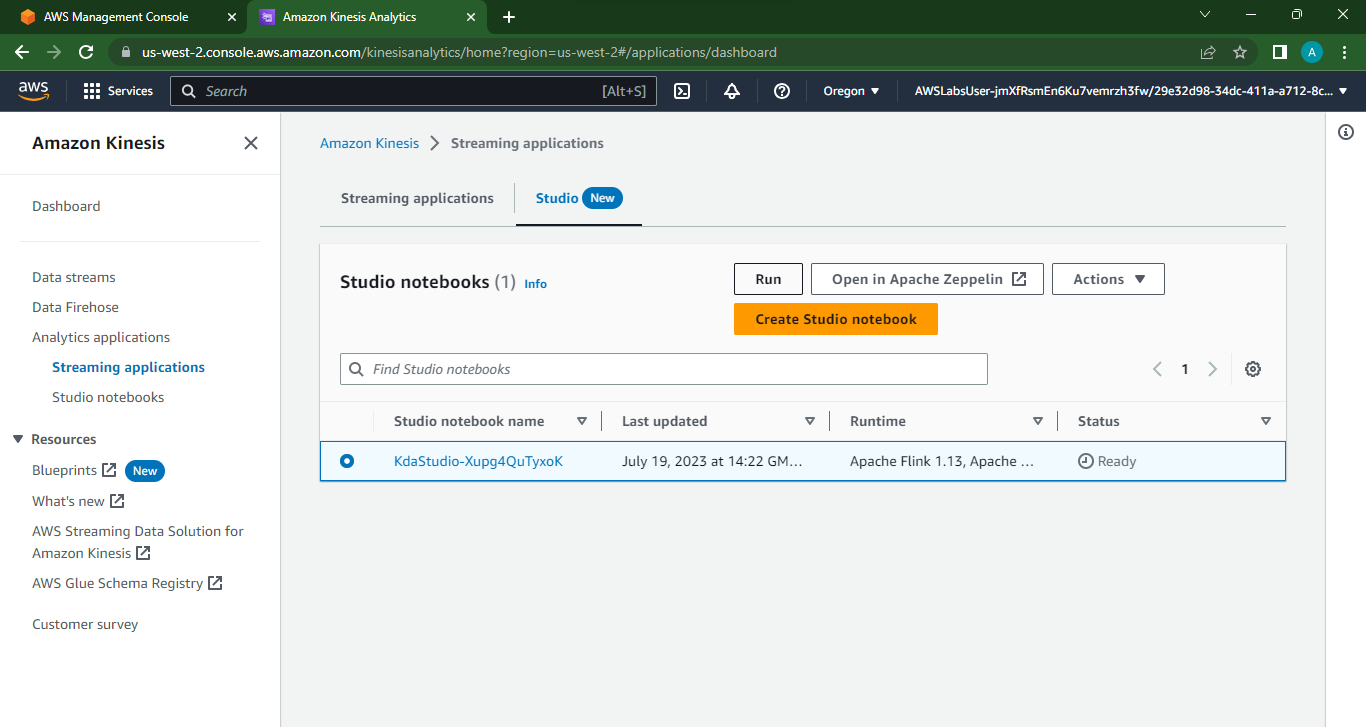 AWS Management Console
Amazon Kinesis Analytics
us-west-2.console.aws.amazon.com/kinesisanalytics/home?region=us-west-2#/applications/dashboard
A
aws
Services
Search
[Alt+S]
Oregon
AWSLabsUser-jmXfRsmEn6Ku7vemrzh3fw/29e32d98-34dc-411a-a712-8c...
Amazon Kinesis
Dashboard
Data streams
Data Firehose
Analytics applications
Streaming applications
Studio notebooks
Resources
Blueprints New
What's new
AWS Streaming Data Solution for
Amazon Kinesis
AWS Glue Schema Registry
Customer survey
Amazon Kinesis
Streaming applications
Streaming applications
Studio New
Studio notebooks (1) Info
Run
Open in Apache Zeppelin
Actions
Create Studio notebook
Find Studio notebooks
1
Studio notebook name
Last updated
Runtime
Status
KdaStudio-Xupg4QuTyxoK
July 19, 2023 at 14:22 GM...
Apache Flink 1.13, Apache ...
Ready